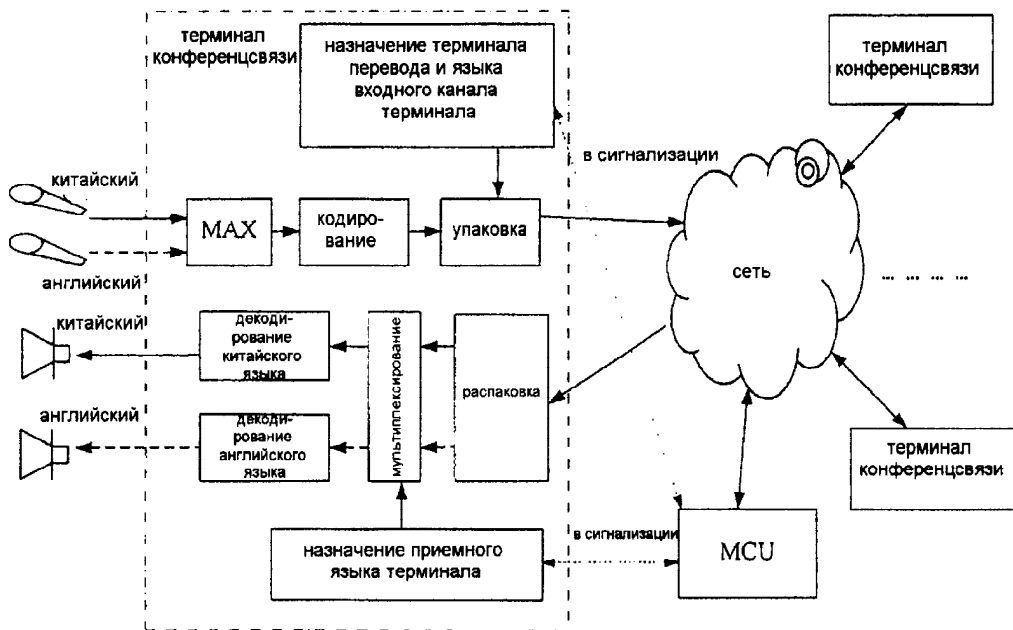 терминал
конференцсвязи
назначение терминала
перевода и языка
входного канала
терминала
терминал
конференцсвязи
в сигнализации
китайский
MAX
кодиро-
вание
упаковка
английский
сеть
... ... ... ...
китайский
декоди-
рование
китайского
языка
мультиплексирование
распаковка
английский
декоди-
рование
английского
языка
терминал
конференцсвязи
назначение приемного
языка терминала
в сигнализации
MCU